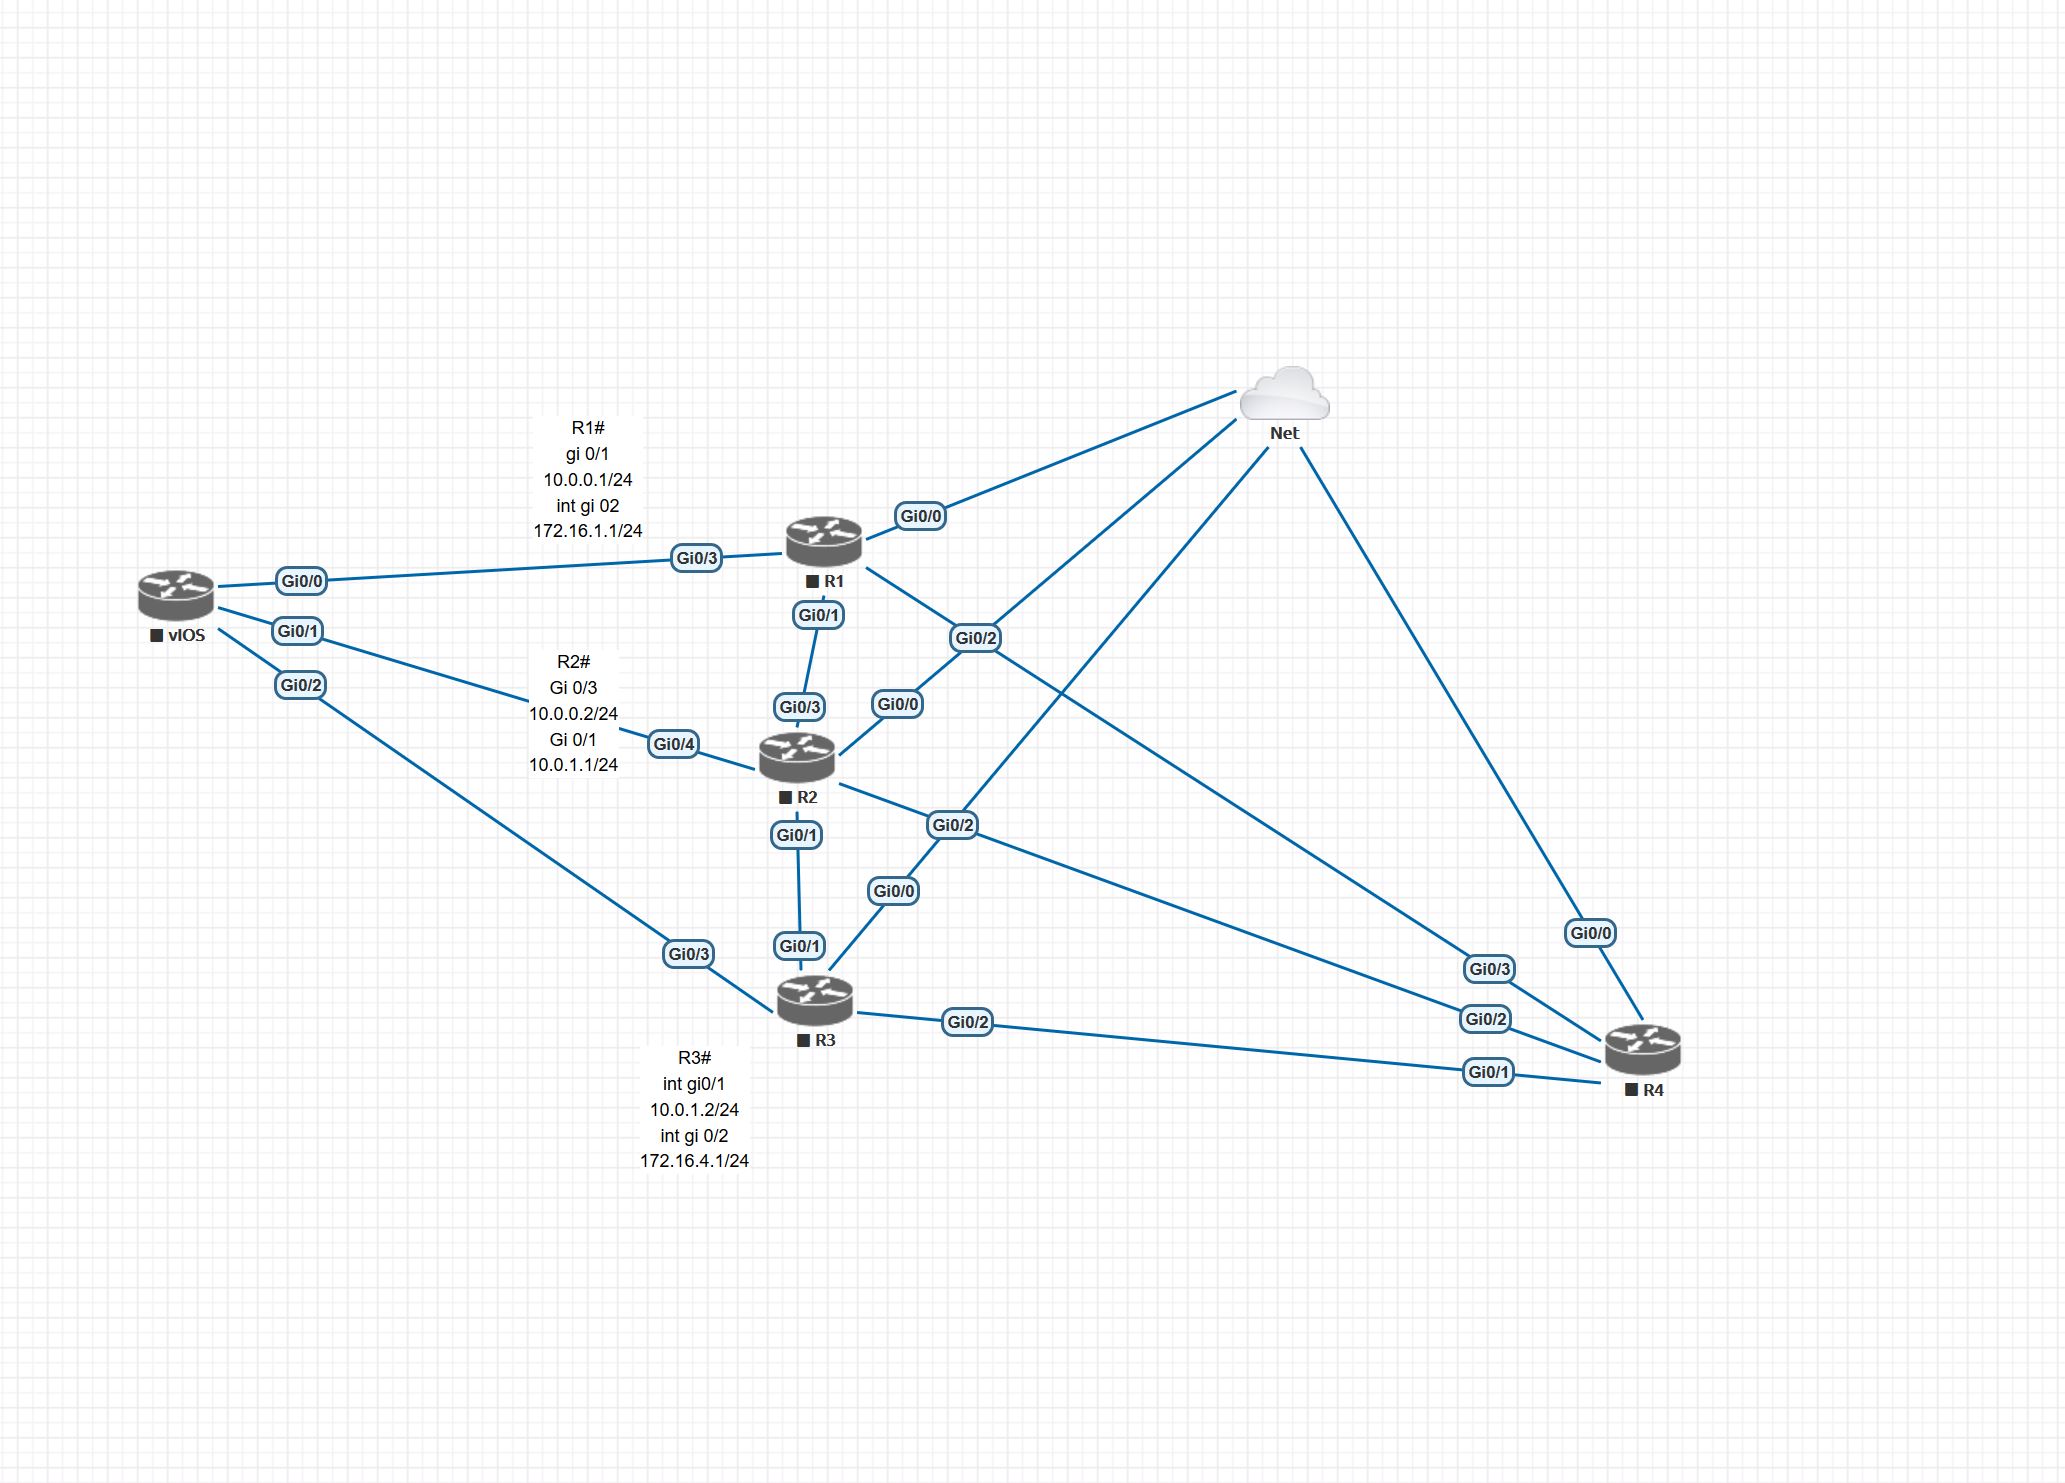 Net
R1#
gi 0/1
10.0.0.1/24
int gi 02
172.16.1.1/24
Gi0/0
Gi0/3
R1
Gi0/0
vIOS
Gi0/1
Gi0/1
Gi0/2
Gi0/2
R2#
Gi 0/3
10.0.0.2/24
Gi 0/1
10.0.1.1/24
Gi0/3
Gi0/0
Gi0/4
R2
Gi0/1
Gi0/2
Gi0/0
Gi0/0
Gi0/3
Gi0/1
Gi0/3
R3
Gi0/2
Gi0/2
Gi0/1
R4
R3#
int gi0/1
10.0.1.2/24
int gi 0/2
172.16.4.1/24